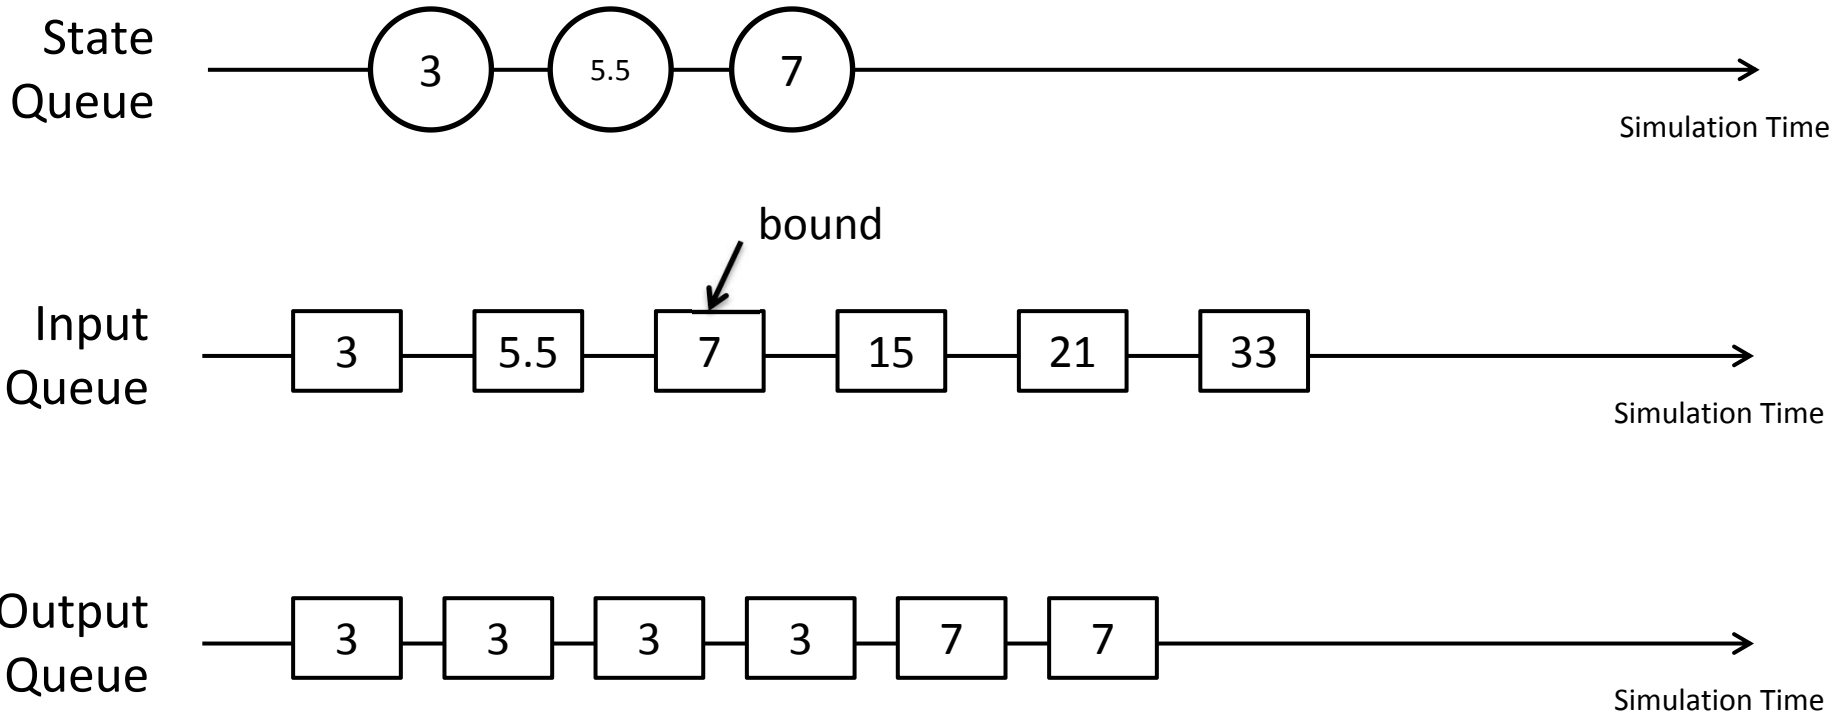 State
Queue
3 5.5 7
Simulation Time
bound
Input
Queue
3 5.5 7 15 21 33
Simulation Time
Output
Queue
3 3 3 3 7 7
Simulation Time